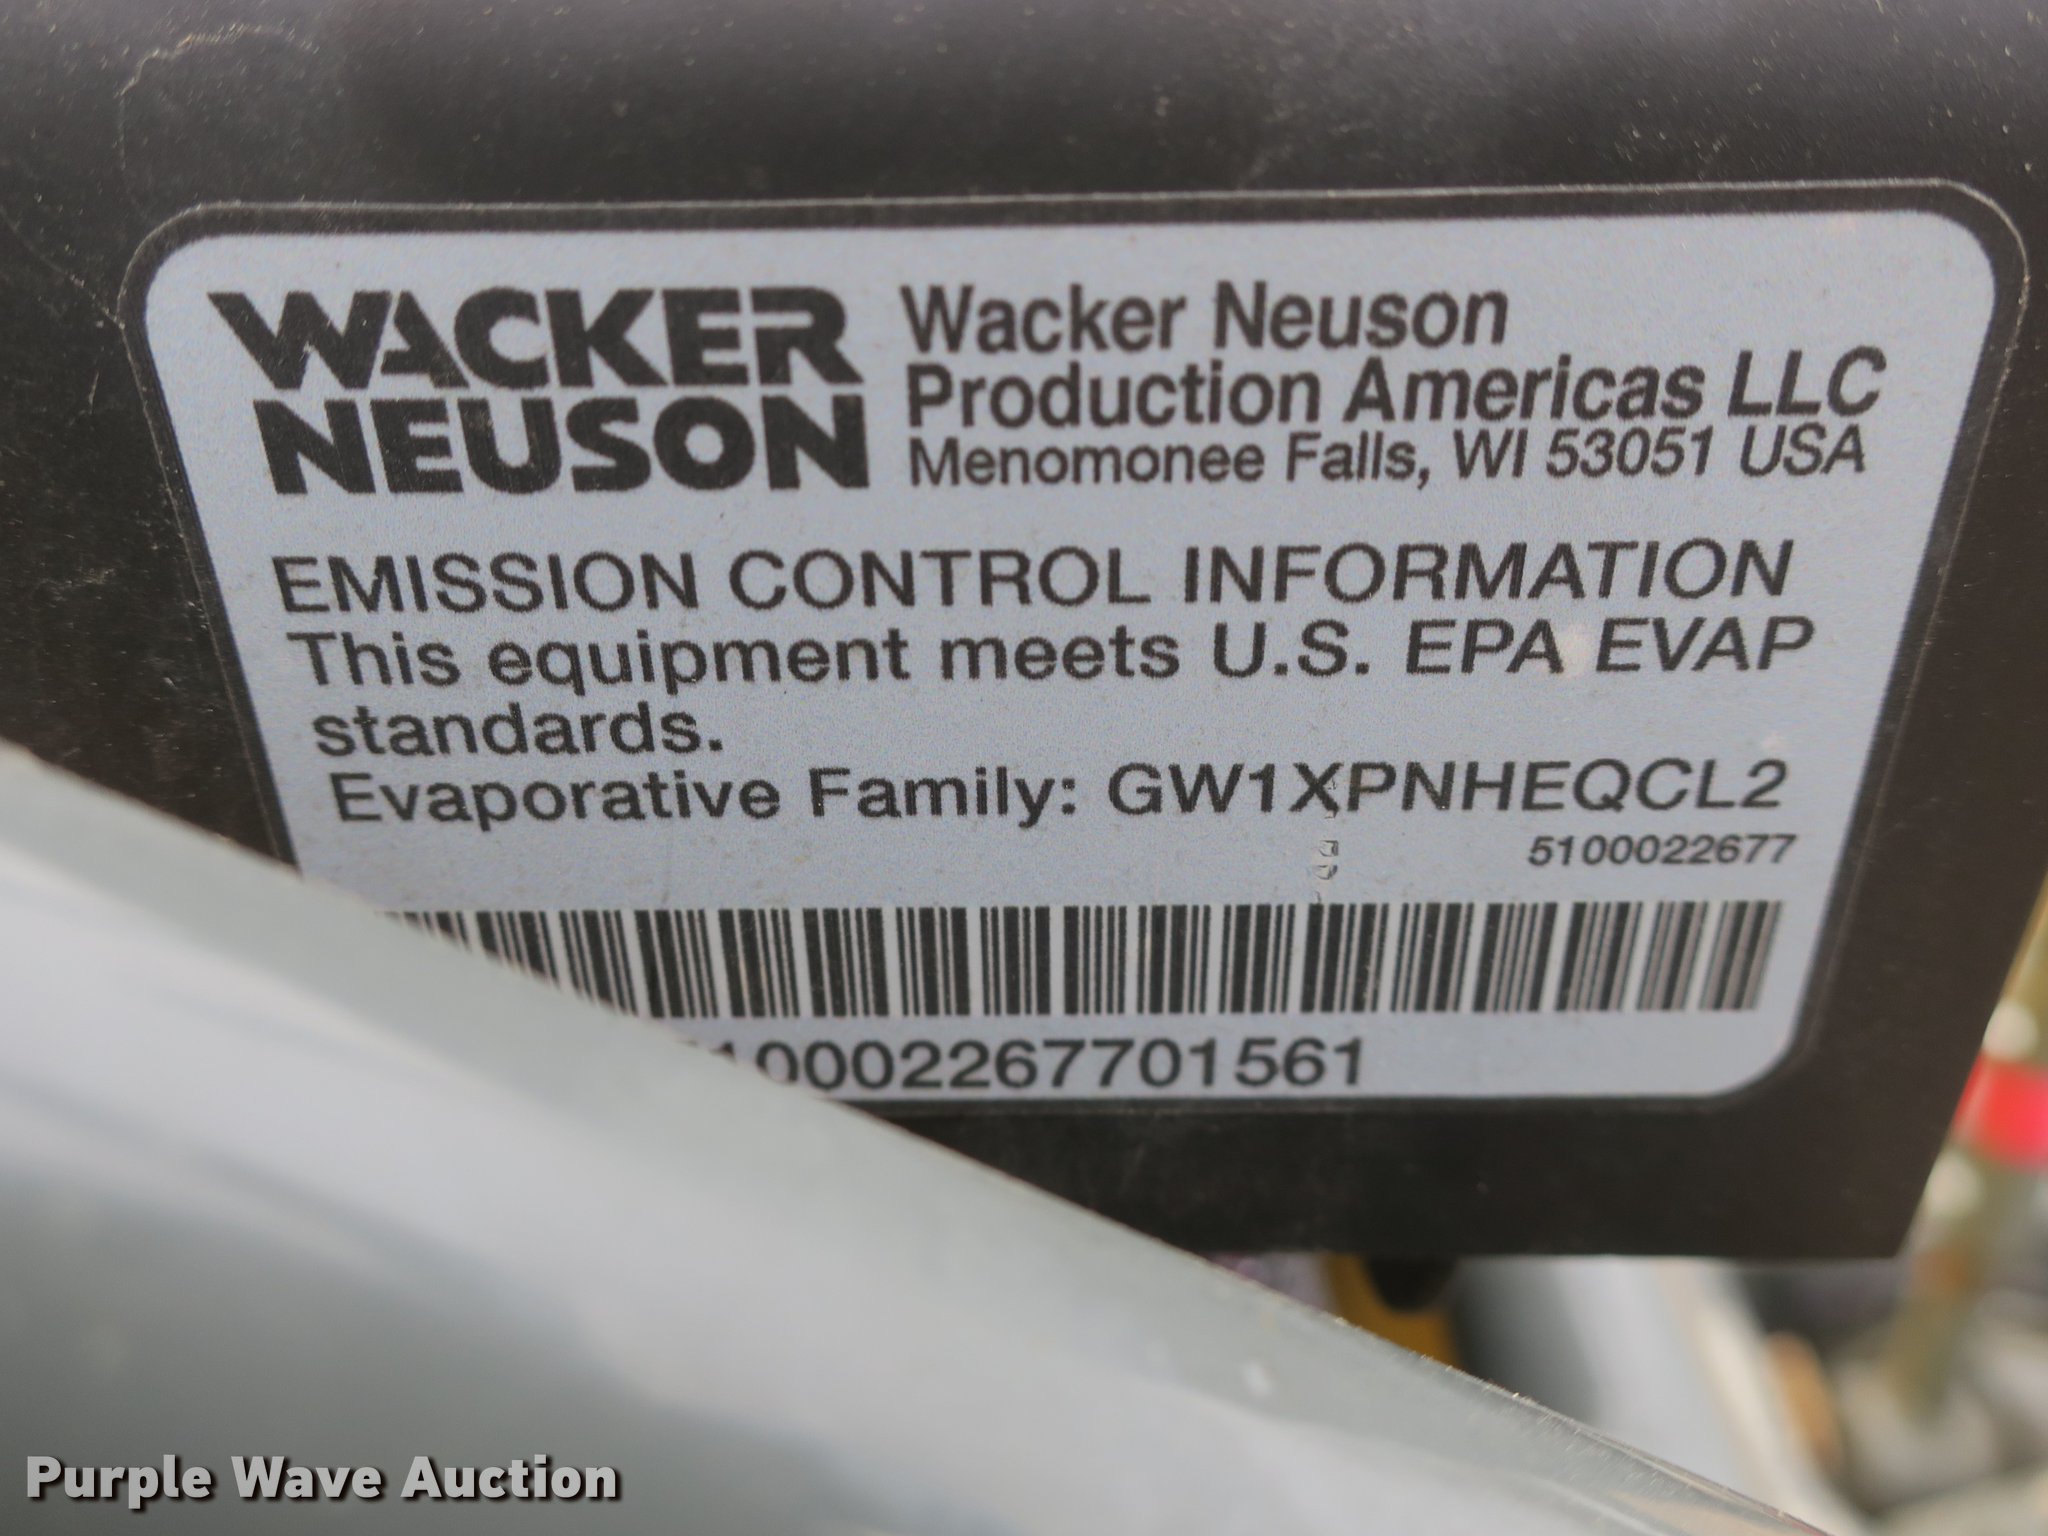 WACKER
NEUSON
Wacker Neuson
Production Americas LLC
Menomonee Falls, WI 53051 USA
EMISSION CONTROL INFORMATION
This equipment meets U.S. EPA EVAP
standards.
Evaporative Family: GW1XPNHEQCL2
5100022677
510002267701561
Purple Wave Auction